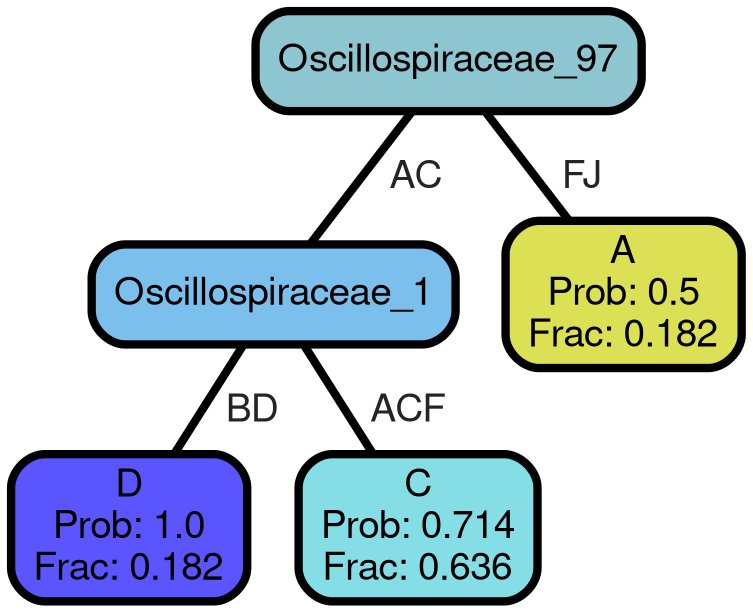 Oscillospiraceae_97
AC
FJ
Oscillospiraceae_1
A
Prob: 0.5
Frac: 0.182
BD
ACF
D
Prob: 1.0
Frac: 0.182
C
Prob: 0.714
Frac: 0.636